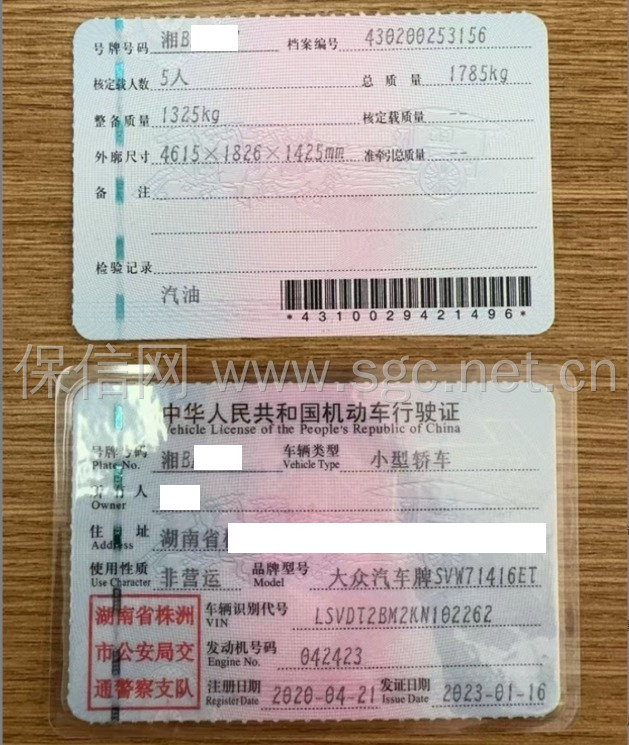 号牌号码 湘B 档案编号 430200253156
核定载人数 5人 总质量 1785kg
整备质量 1325kg 核定载质量 --
外廓尺寸 4615×1826×1425mm 准牵引总质量 --
备注
检验记录
汽油
*4310029421496*
保信网 www.sgc.net.cn
中华人民共和国机动车行驶证
Vehicle License of the People's Republic of China
号牌号码 湘B 车辆类型 小型轿车
Plate No. Vehicle Type
所有人
Owner
住址 湖南省
Address
使用性质 非营运 品牌型号 大众汽车牌SVW71416ET
Use Character Model
湖南省株洲
市公安局交
通警察支队
车辆识别代号 LSVDT2BM2KN102262
VIN
发动机号码 042423
Engine No.
注册日期 2020-04-21 发证日期 2023-01-16
Register Date Issue Date